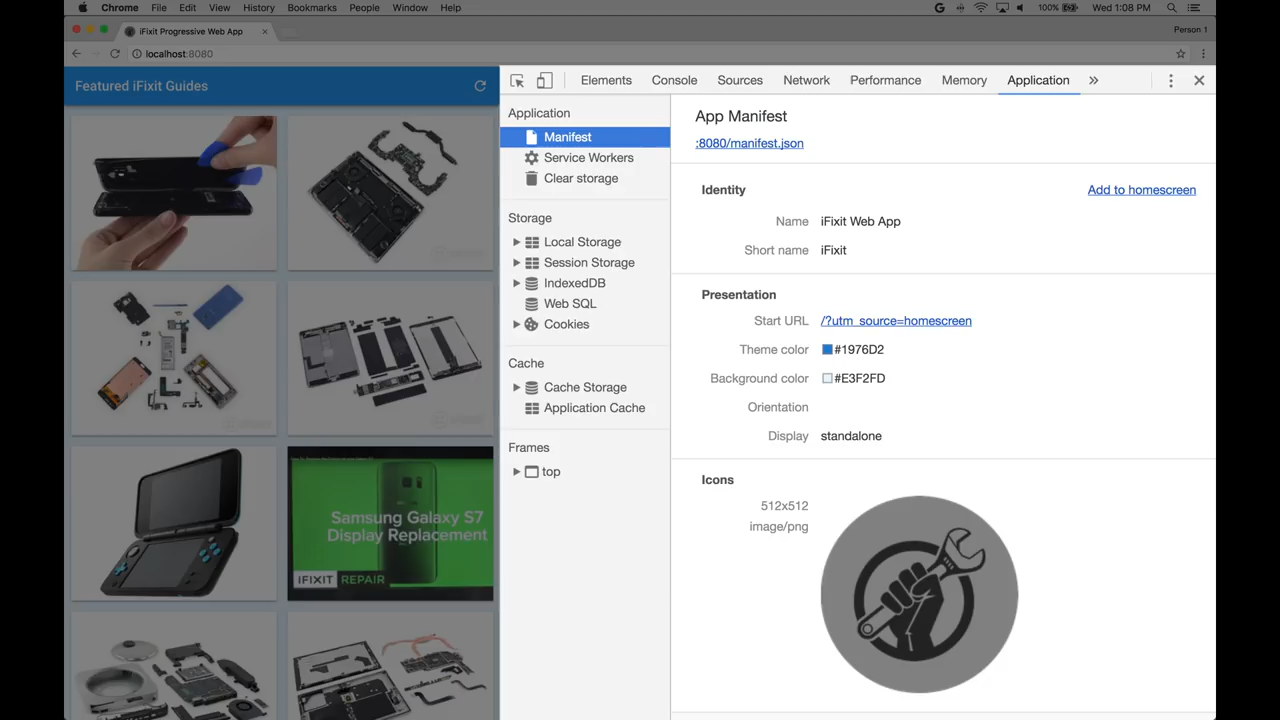 Chrome File Edit View History Bookmarks People Window Help
100% Wed 1:08 PM
iFixit Progressive Web App
Person 1
localhost:8080
Featured iFixit Guides
Samsung Galaxy S7
Display Replacement
IFIXIT REPAIR
Elements Console Sources Network Performance Memory Application
Application
Manifest
Service Workers
Clear storage
Storage
Local Storage
Session Storage
IndexedDB
Web SQL
Cookies
Cache
Cache Storage
Application Cache
Frames
top
App Manifest
:8080/manifest.json
Identity Add to homescreen
Name iFixit Web App
Short name iFixit
Presentation
Start URL /?utm_source=homescreen
Theme color #1976D2
Background color #E3F2FD
Orientation
Display standalone
Icons
512x512
image/png